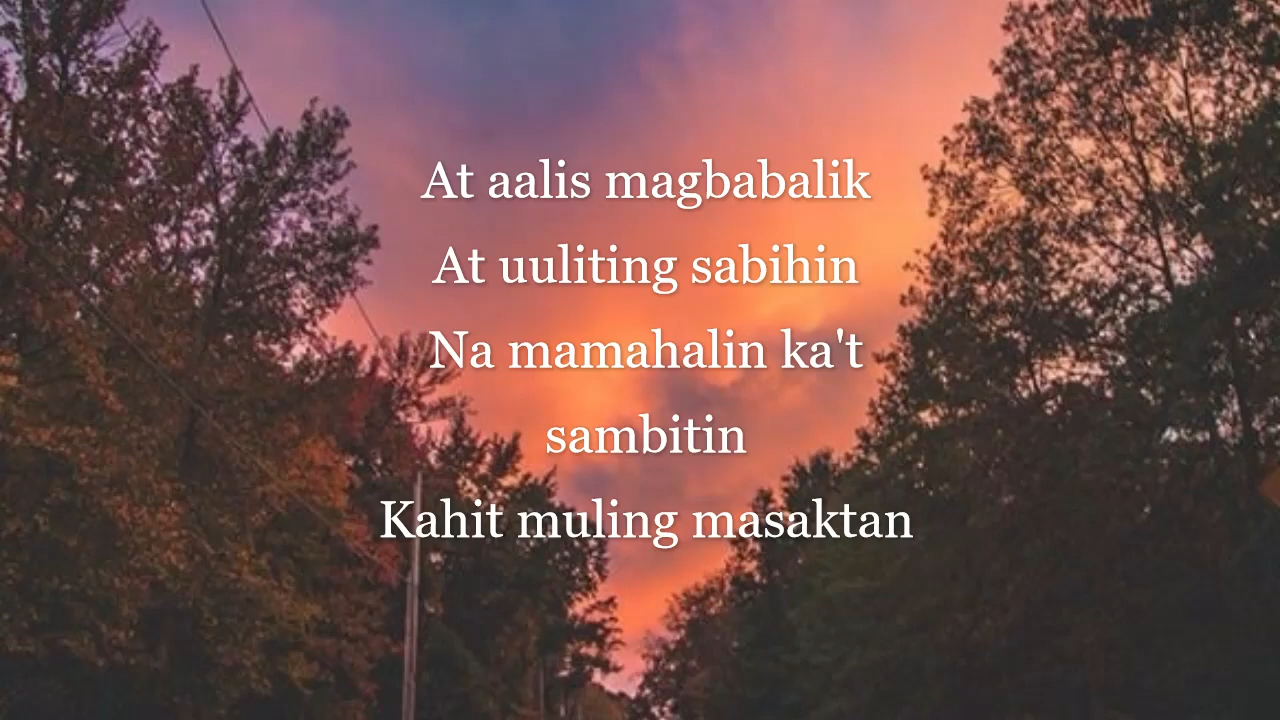 At aalis magbabalik
At uuliting sabihin
Na mamahalin ka't
sambitin
Kahit muling masaktan